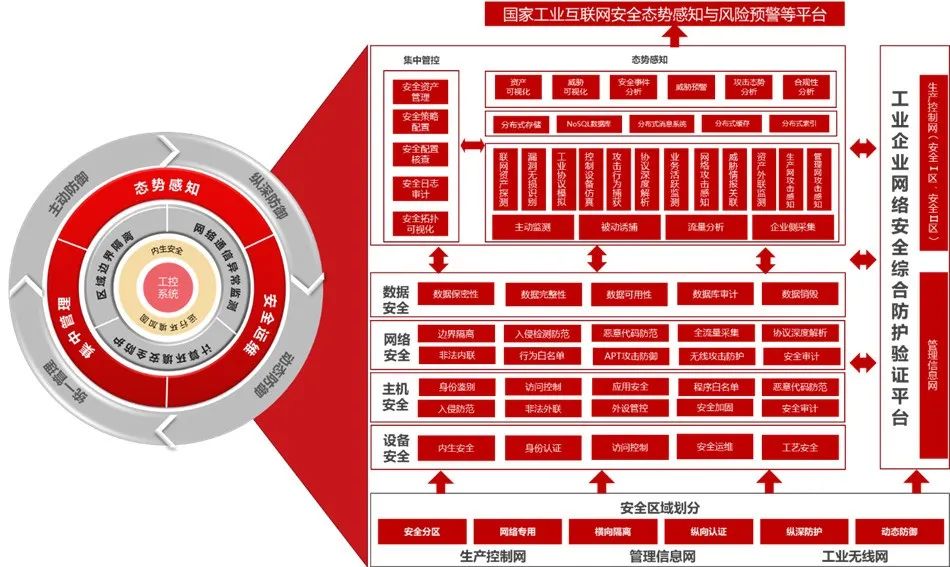 国家工业互联网安全态势感知与风险预警等平台
主动防御
纵深防御
动态防御
统一管理
态势感知
安全运维
集中管理
区域边界隔离
网络通信异常监测
计算环境安全防护
内生安全
运行环境加固
工控
系统
集中管控
安全资产
管理
安全策略
配置
安全配置
核查
安全日志
审计
安全拓扑
可视化
态势感知
资产
可视化
威胁
可视化
安全事件
分析
威胁预警
攻击态势
分析
合规性
分析
分布式存储
NoSQL数据库
分布式消息系统
分布式缓存
分布式索引
联网资产探测
漏洞无损识别
工业协议模拟
控制设备仿真
攻击行为捕获
协议深度解析
业务活跃监测
网络攻击感知
威胁情报关联
资产外联监测
生产网攻击感知
管理网攻击感知
主动监测
被动诱捕
流量分析
企业侧采集
数据
安全
数据保密性
数据完整性
数据可用性
数据库审计
数据销毁
网络
安全
边界隔离
入侵检测防范
恶意代码防范
全流量采集
协议深度解析
非法内联
行为白名单
APT攻击防御
无线攻击防护
安全审计
主机
安全
身份鉴别
访问控制
应用安全
程序白名单
恶意代码防范
入侵防范
非法外联
外设管控
安全加固
安全审计
设备
安全
内生安全
身份认证
访问控制
安全运维
工艺安全
安全区域划分
安全分区
网络专用
横向隔离
纵向认证
纵深防护
动态防御
生产控制网
管理信息网
工业无线网
工业企业网络安全综合防护验证平台
生产控制网（安全I区、安全II区）
管理信息网